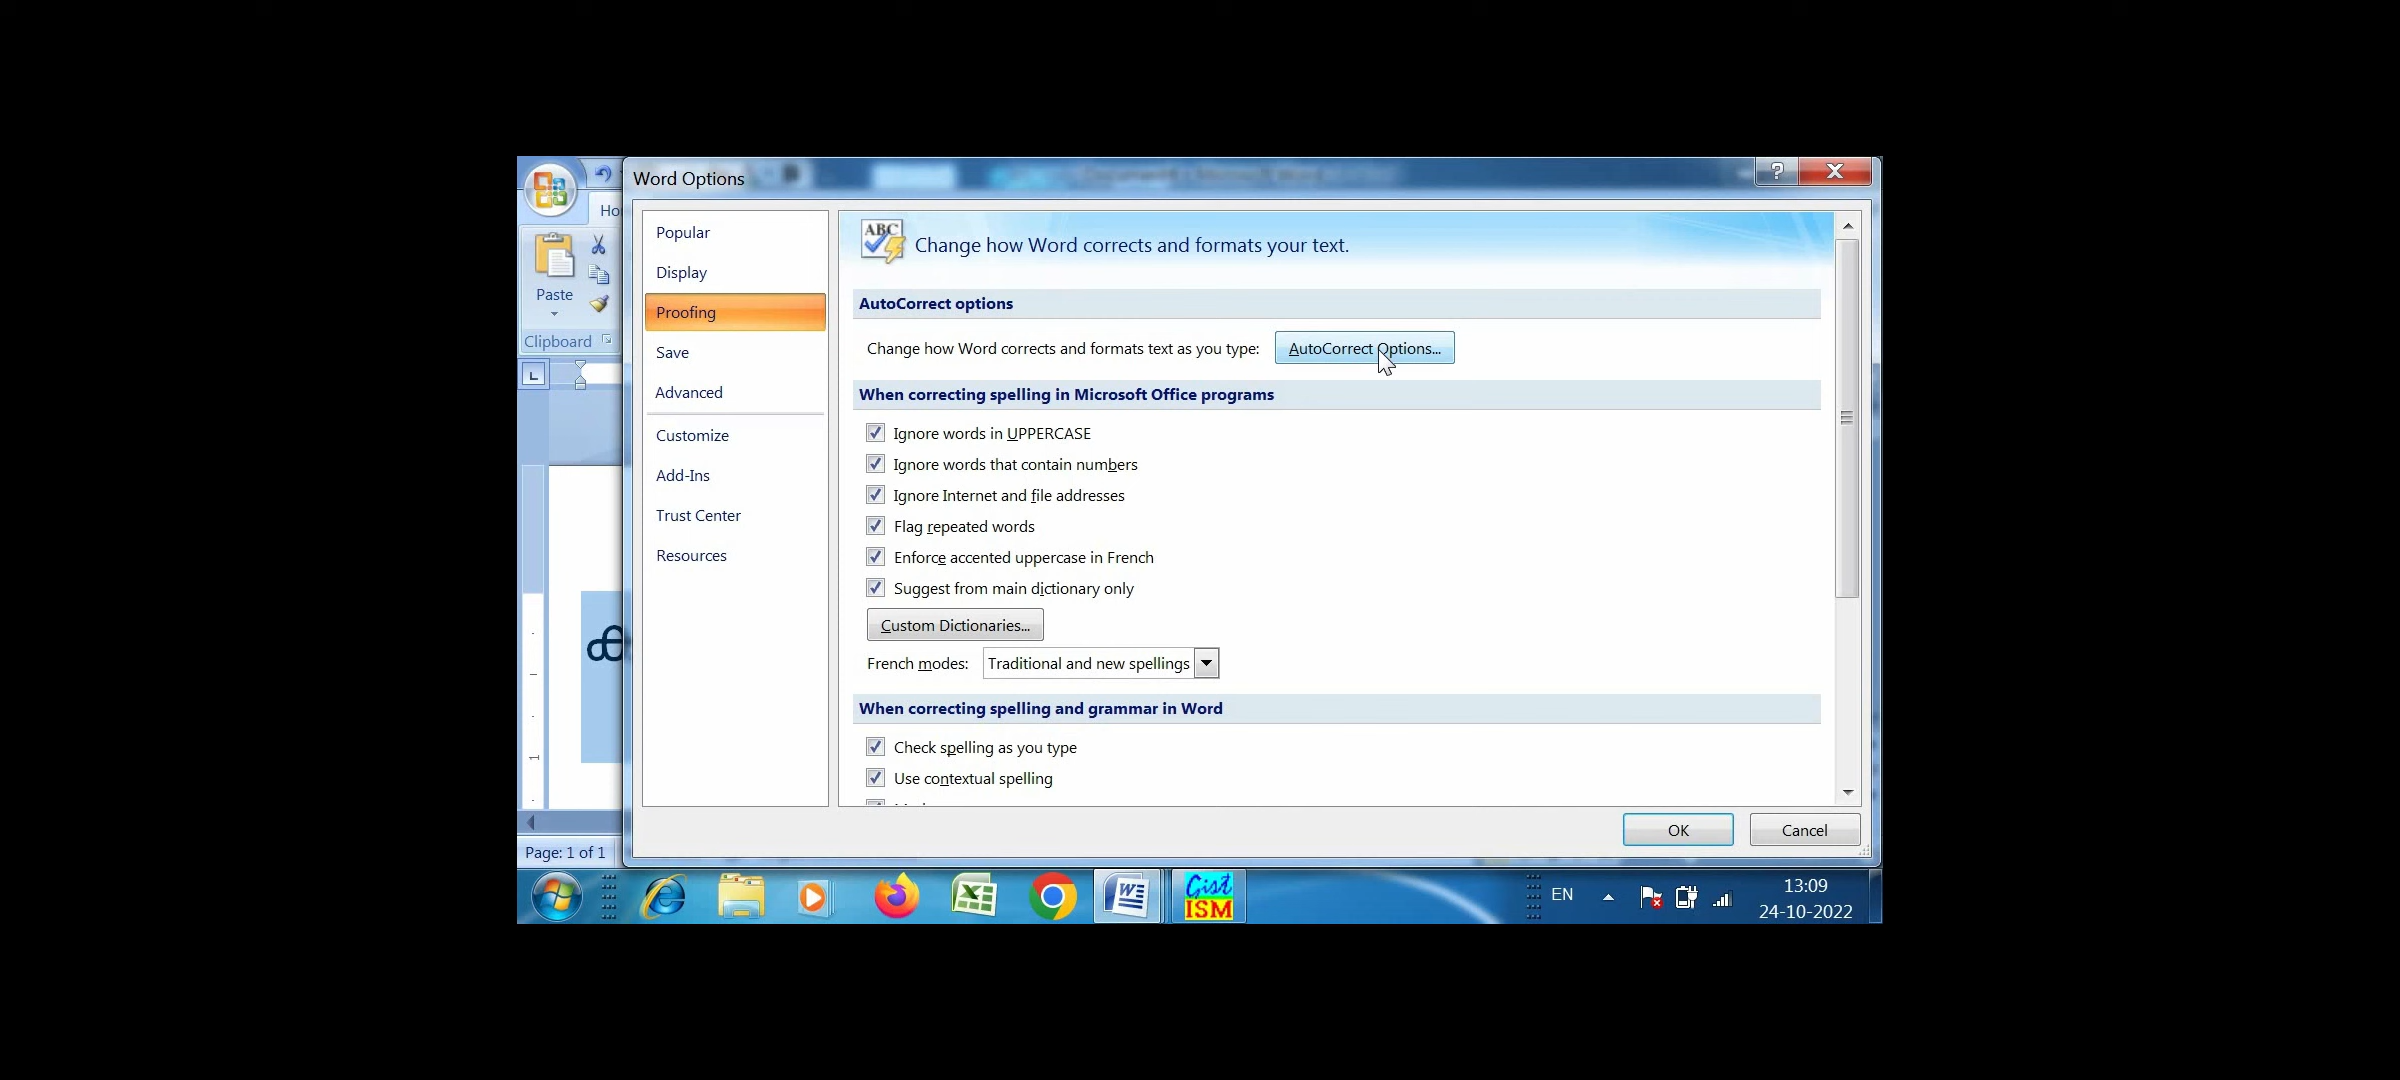 Word Options
Paste
Clipboard
Page: 1 of 1
Popular
Display
Proofing
Save
Advanced
Customize
Add-Ins
Trust Center
Resources
ABC
Change how Word corrects and formats your text.
AutoCorrect options
Change how Word corrects and formats text as you type: AutoCorrect Options...
When correcting spelling in Microsoft Office programs
Ignore words in UPPERCASE
Ignore words that contain numbers
Ignore Internet and file addresses
Flag repeated words
Enforce accented uppercase in French
Suggest from main dictionary only
Custom Dictionaries...
French modes: Traditional and new spellings
When correcting spelling and grammar in Word
Check spelling as you type
Use contextual spelling
OK Cancel
Gist
ISM
EN
13:09
24-10-2022